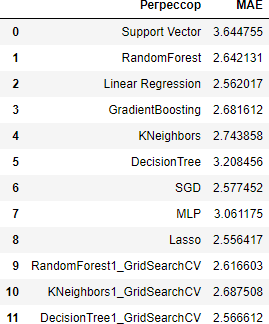 Perpeccop MAE
0 Support Vector 3.644755
1 RandomForest 2.642131
2 Linear Regression 2.562017
3 GradientBoosting 2.681612
4 KNeighbors 2.743858
5 DecisionTree 3.208456
6 SGD 2.577452
7 MLP 3.061175
8 Lasso 2.556417
9 RandomForest1_GridSearchCV 2.616603
10 KNeighbors1_GridSearchCV 2.687508
11 DecisionTree1_GridSearchCV 2.566612